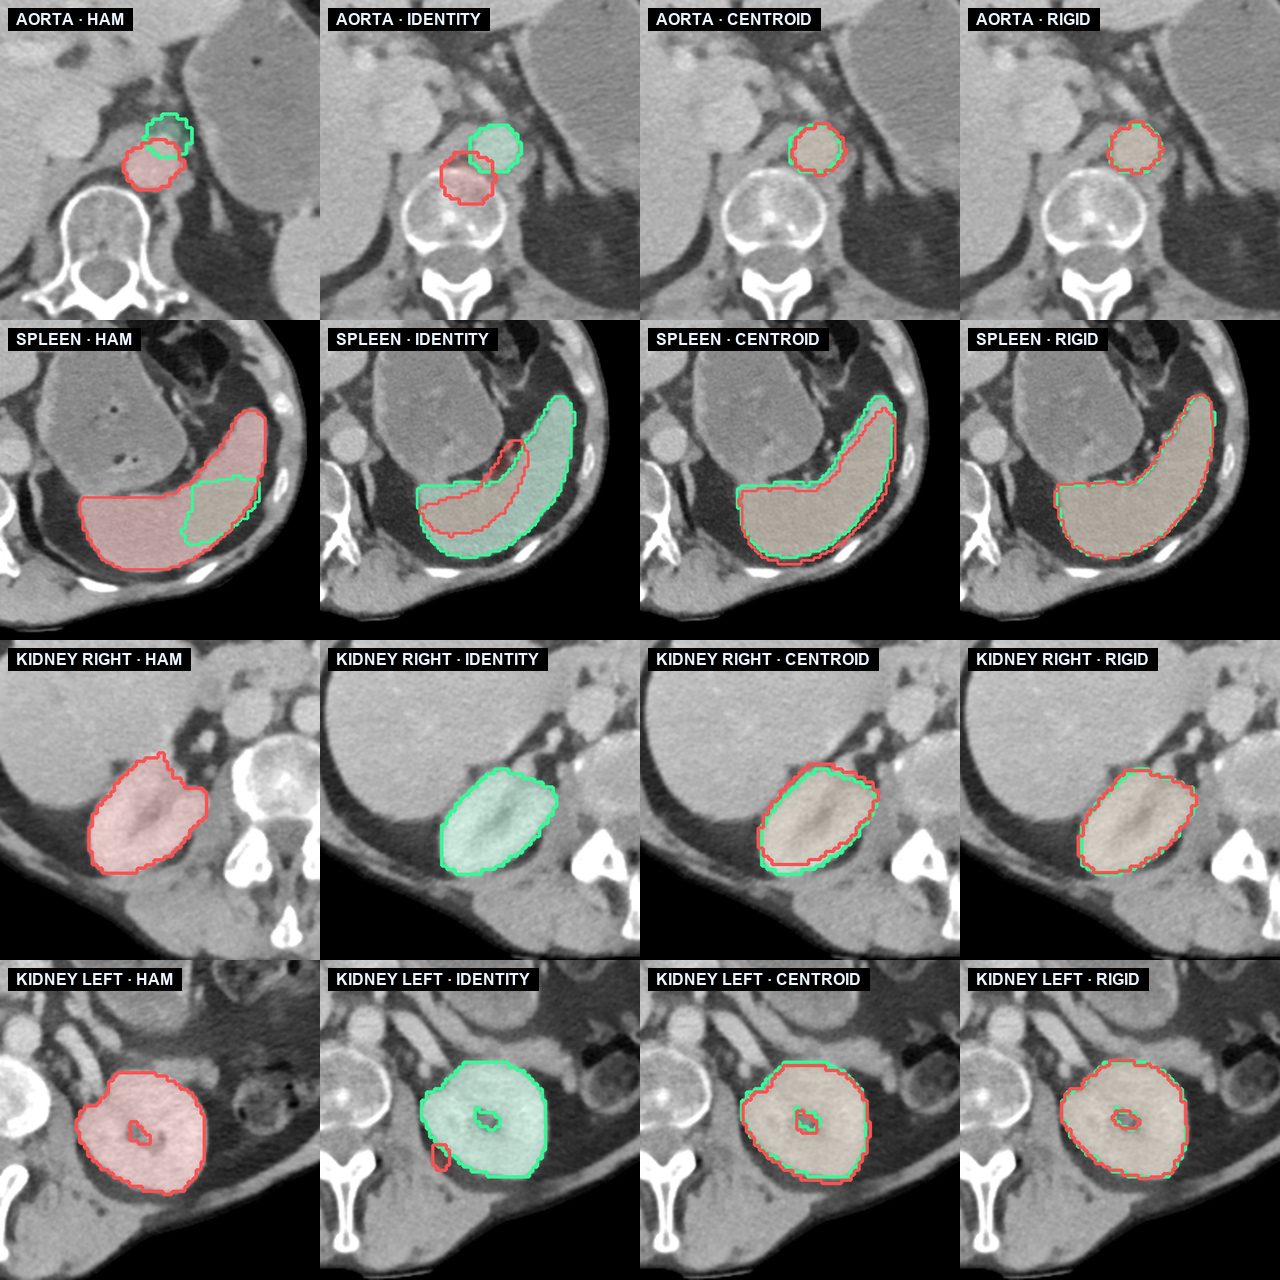 AORTA · HAM
AORTA · IDENTITY
AORTA · CENTROID
AORTA · RIGID
SPLEEN · HAM
SPLEEN · IDENTITY
SPLEEN · CENTROID
SPLEEN · RIGID
KIDNEY RIGHT · HAM
KIDNEY RIGHT · IDENTITY
KIDNEY RIGHT · CENTROID
KIDNEY RIGHT · RIGID
KIDNEY LEFT · HAM
KIDNEY LEFT · IDENTITY
KIDNEY LEFT · CENTROID
KIDNEY LEFT · RIGID